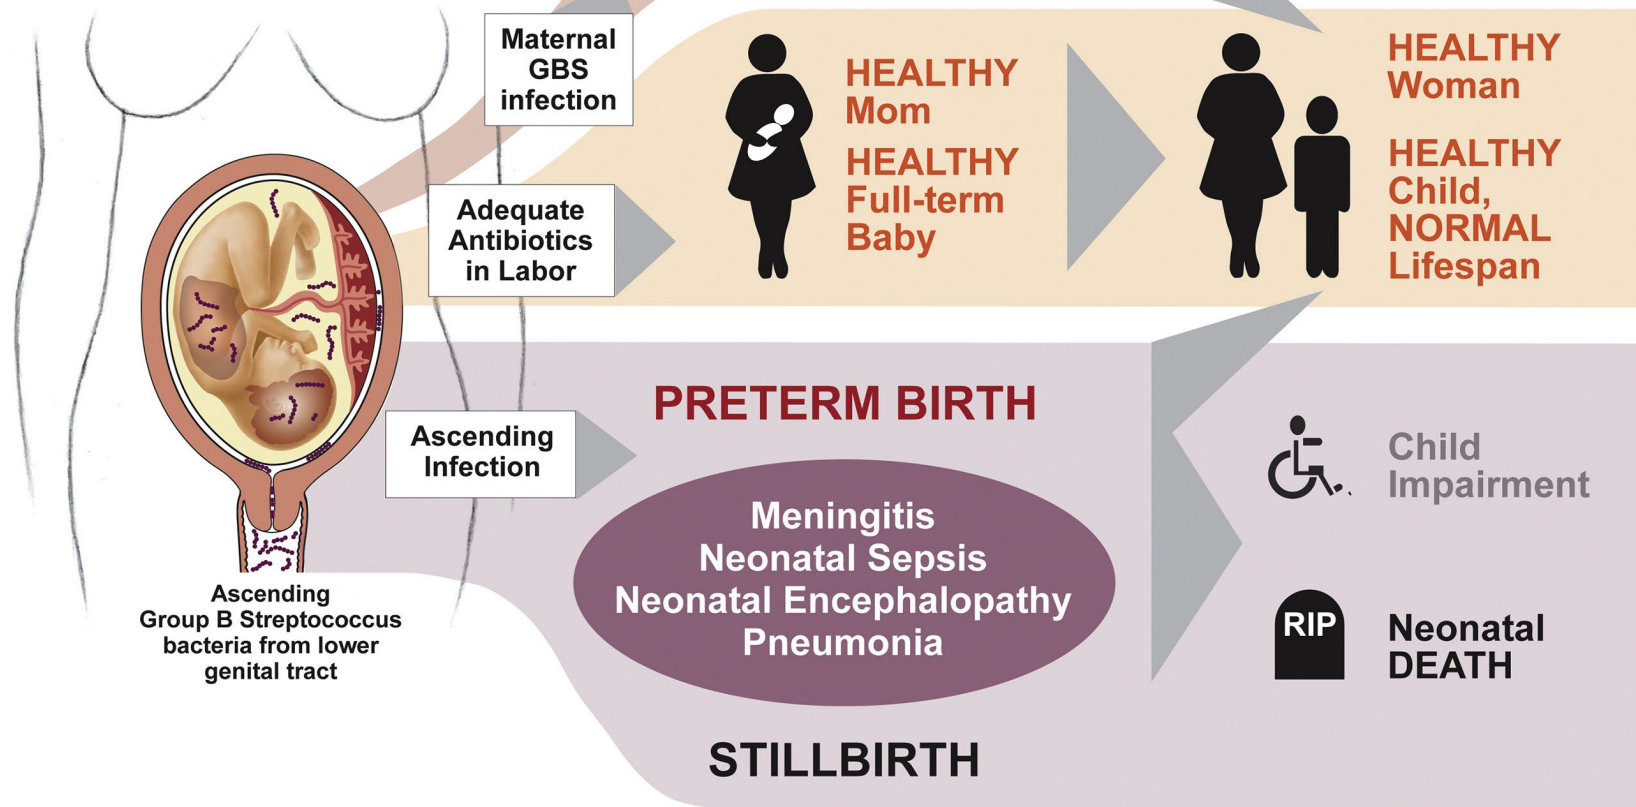 Maternal
GBS
infection
HEALTHY
Mom
HEALTHY
Full-term
Baby
HEALTHY
Woman
HEALTHY
Child,
NORMAL
Lifespan
Adequate
Antibiotics
in Labor
Ascending
Infection
PRETERM BIRTH
Meningitis
Neonatal Sepsis
Neonatal Encephalopathy
Pneumonia
STILLBIRTH
Child
Impairment
RIP
Neonatal
DEATH
Ascending
Group B Streptococcus
bacteria from lower
genital tract